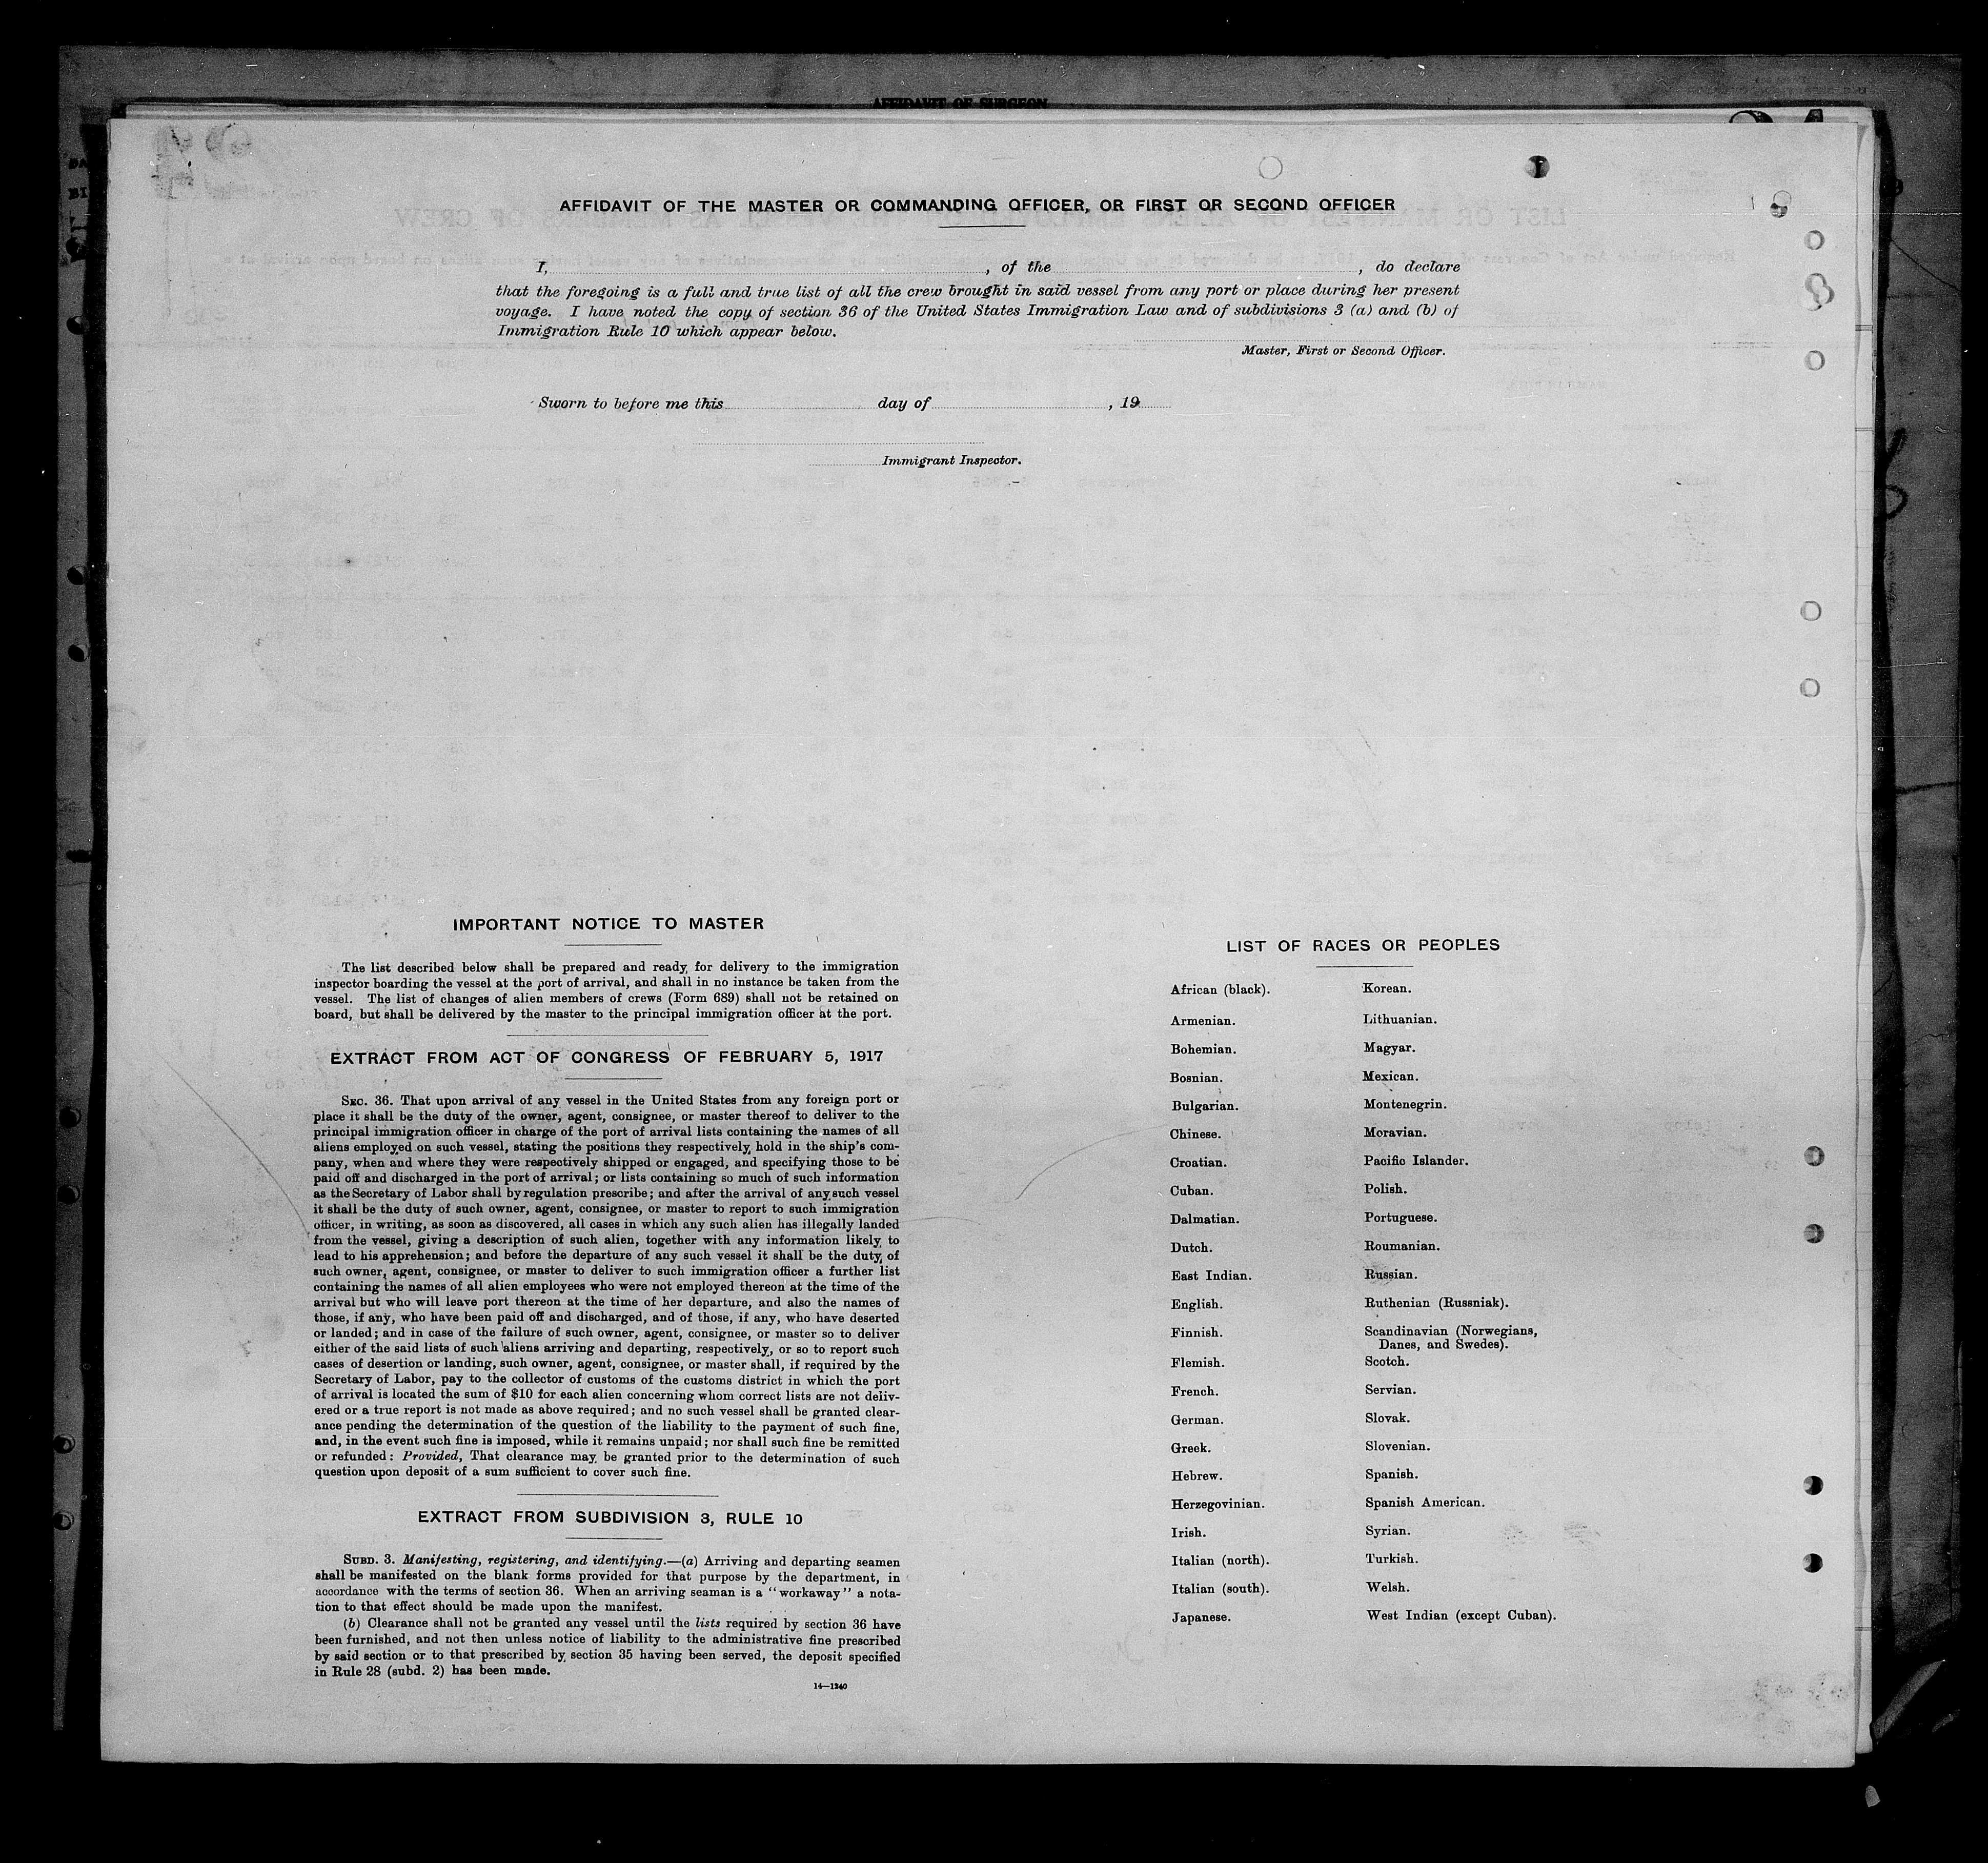 AFFIDAVIT OF SURGEON
AFFIDAVIT OF THE MASTER OR COMMANDING OFFICER, OR FIRST OR SECOND OFFICER
I, , of the , do declare
that the foregoing is a full and true list of all the crew brought in said vessel from any port or place during her present
voyage. I have noted the copy of section 36 of the United States Immigration Law and of subdivisions 3 (a) and (b) of
Immigration Rule 10 which appear below.
Master, First or Second Officer.
Sworn to before me this day of , 19
Immigrant Inspector.
IMPORTANT NOTICE TO MASTER
The list described below shall be prepared and ready for delivery to the immigration
inspector boarding the vessel at the port of arrival, and shall in no instance be taken from the
vessel. The list of changes of alien members of crews (Form 689) shall not be retained on
board, but shall be delivered by the master to the principal immigration officer at the port.
EXTRACT FROM ACT OF CONGRESS OF FEBRUARY 5, 1917
SEC. 36. That upon arrival of any vessel in the United States from any foreign port or
place it shall be the duty of the owner, agent, consignee, or master thereof to deliver to the
principal immigration officer in charge of the port of arrival lists containing the names of all
aliens employed on such vessel, stating the positions they respectively hold in the ship's com-
pany, when and where they were respectively shipped or engaged, and specifying those to be
paid off and discharged in the port of arrival; or lists containing so much of such information
as the Secretary of Labor shall by regulation prescribe; and after the arrival of any such vessel
it shall be the duty of such owner, agent, consignee, or master to report to such immigration
officer, in writing, as soon as discovered, all cases in which any such alien has illegally landed
from the vessel, giving a description of such alien, together with any information likely to
lead to his apprehension; and before the departure of any such vessel it shall be the duty of
such owner, agent, consignee, or master to deliver to such immigration officer a further list
containing the names of all alien employees who were not employed thereon at the time of the
arrival but who will leave port thereon at the time of her departure, and also the names of
those, if any, who have been paid off and discharged, and of those, if any, who have deserted
or landed; and in case of the failure of such owner, agent, consignee, or master so to deliver
either of the said lists of such aliens arriving and departing, respectively, or so to report such
cases of desertion or landing, such owner, agent, consignee, or master shall, if required by the
Secretary of Labor, pay to the collector of customs of the customs district in which the port
of arrival is located the sum of $10 for each alien concerning whom correct lists are not deliv-
ered or a true report is not made as above required; and no such vessel shall be granted clear-
ance pending the determination of the question of the liability to the payment of such fine,
and, in the event such fine is imposed, while it remains unpaid; nor shall such fine be remitted
or refunded: Provided, That clearance may be granted prior to the determination of such
question upon deposit of a sum sufficient to cover such fine.
EXTRACT FROM SUBDIVISION 3, RULE 10
SUBD. 3. Manifesting, registering, and identifying.—(a) Arriving and departing seamen
shall be manifested on the blank forms provided for that purpose by the department, in
accordance with the terms of section 36. When an arriving seaman is a "workaway" a nota-
tion to that effect should be made upon the manifest.
(b) Clearance shall not be granted any vessel until the lists required by section 36 have
been furnished, and not then unless notice of liability to the administrative fine prescribed
by said section or to that prescribed by section 35 having been served, the deposit specified
in Rule 28 (subd. 2) has been made.
14—1240
LIST OF RACES OR PEOPLES
African (black).
Armenian.
Bohemian.
Bosnian.
Bulgarian.
Chinese.
Croatian.
Cuban.
Dalmatian.
Dutch.
East Indian.
English.
Finnish.
Flemish.
French.
German.
Greek.
Hebrew.
Herzegovinian.
Irish.
Italian (north).
Italian (south).
Japanese.
Korean.
Lithuanian.
Magyar.
Mexican.
Montenegrin.
Moravian.
Pacific Islander.
Polish.
Portuguese.
Roumanian.
Russian.
Ruthenian (Russniak).
Scandinavian (Norwegians,
Danes, and Swedes).
Scotch.
Servian.
Slovak.
Slovenian.
Spanish.
Spanish American.
Syrian.
Turkish.
Welsh.
West Indian (except Cuban).